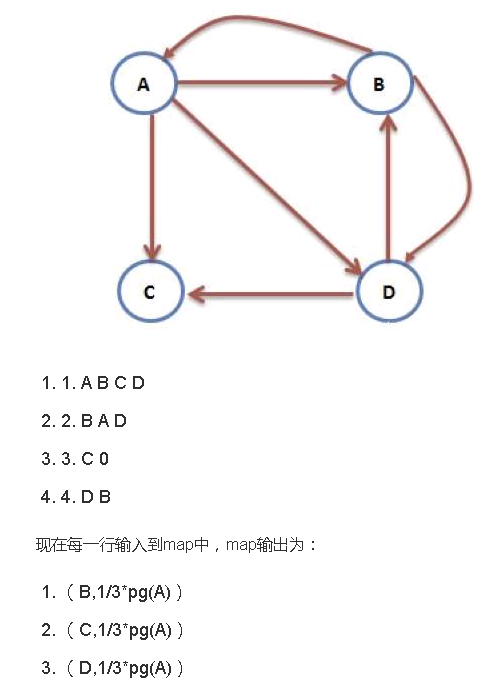 A
B
C
D
1. 1. A B C D
2. 2. B A D
3. 3. C 0
4. 4. D B
现在每一行输入到map中，map输出为：
1. （ B,1/3*pg(A) ）
2. （ C,1/3*pg(A) ）
3. （ D,1/3*pg(A) ）